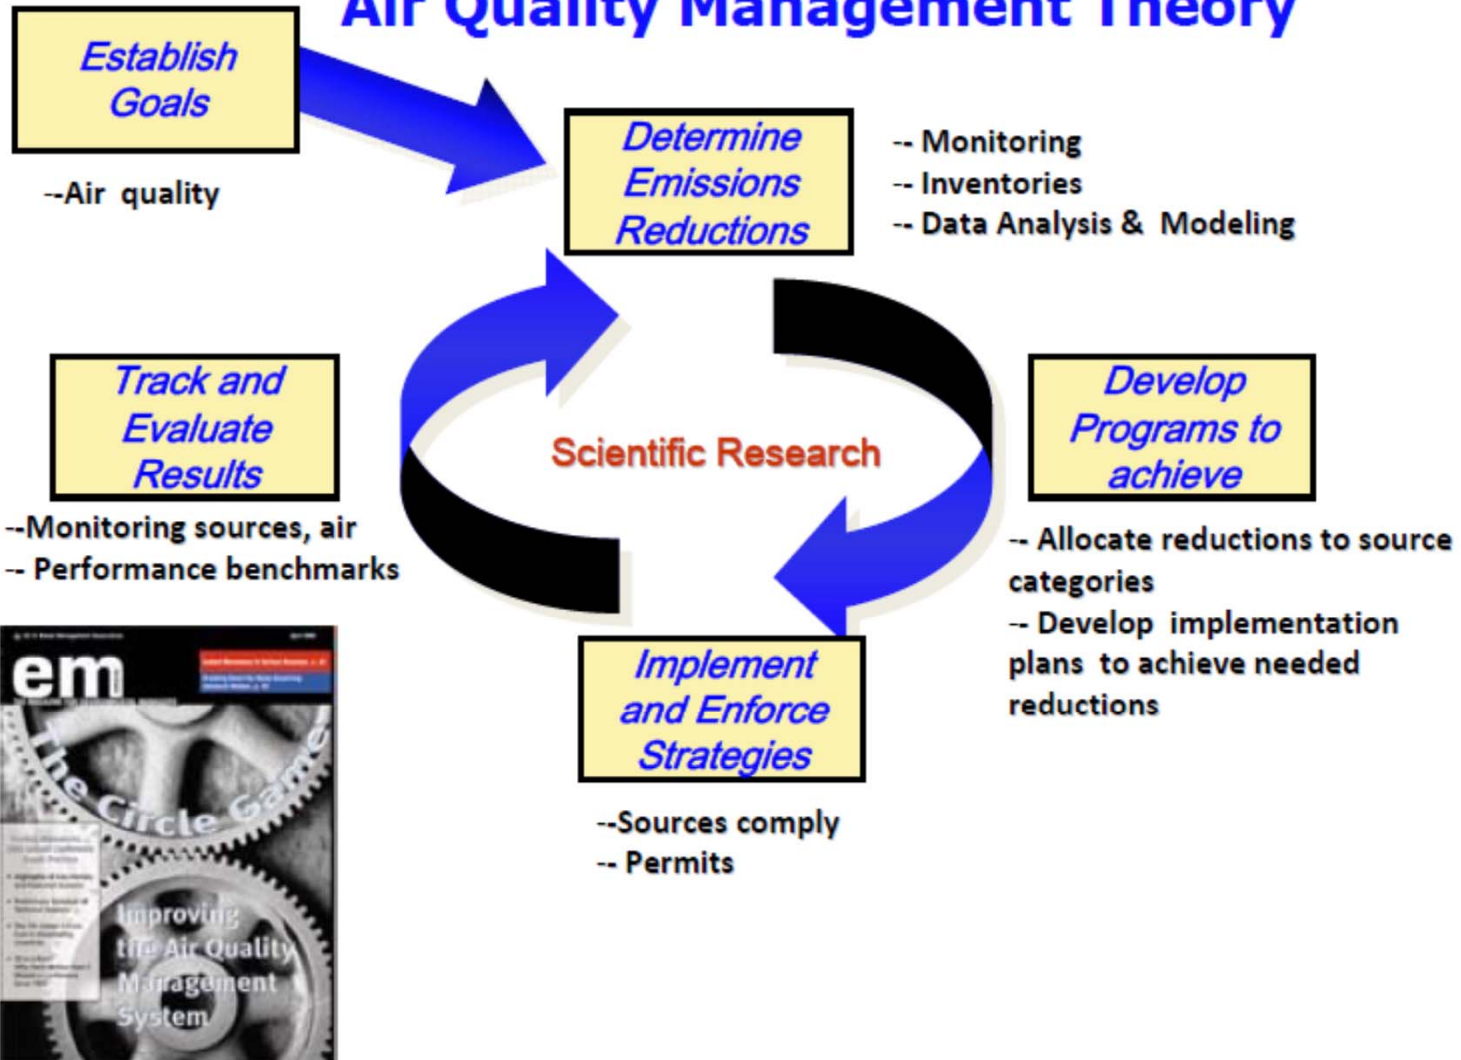 Air Quality Management Theory
Establish
Goals
--Air quality
Determine
Emissions
Reductions
-- Monitoring
-- Inventories
-- Data Analysis & Modeling
Track and
Evaluate
Results
--Monitoring sources, air
-- Performance benchmarks
Scientific Research
Develop
Programs to
achieve
-- Allocate reductions to source
categories
-- Develop implementation
plans to achieve needed
reductions
Implement
and Enforce
Strategies
--Sources comply
-- Permits
em
The Circle Game
Improving
the Air Quality
Management
System